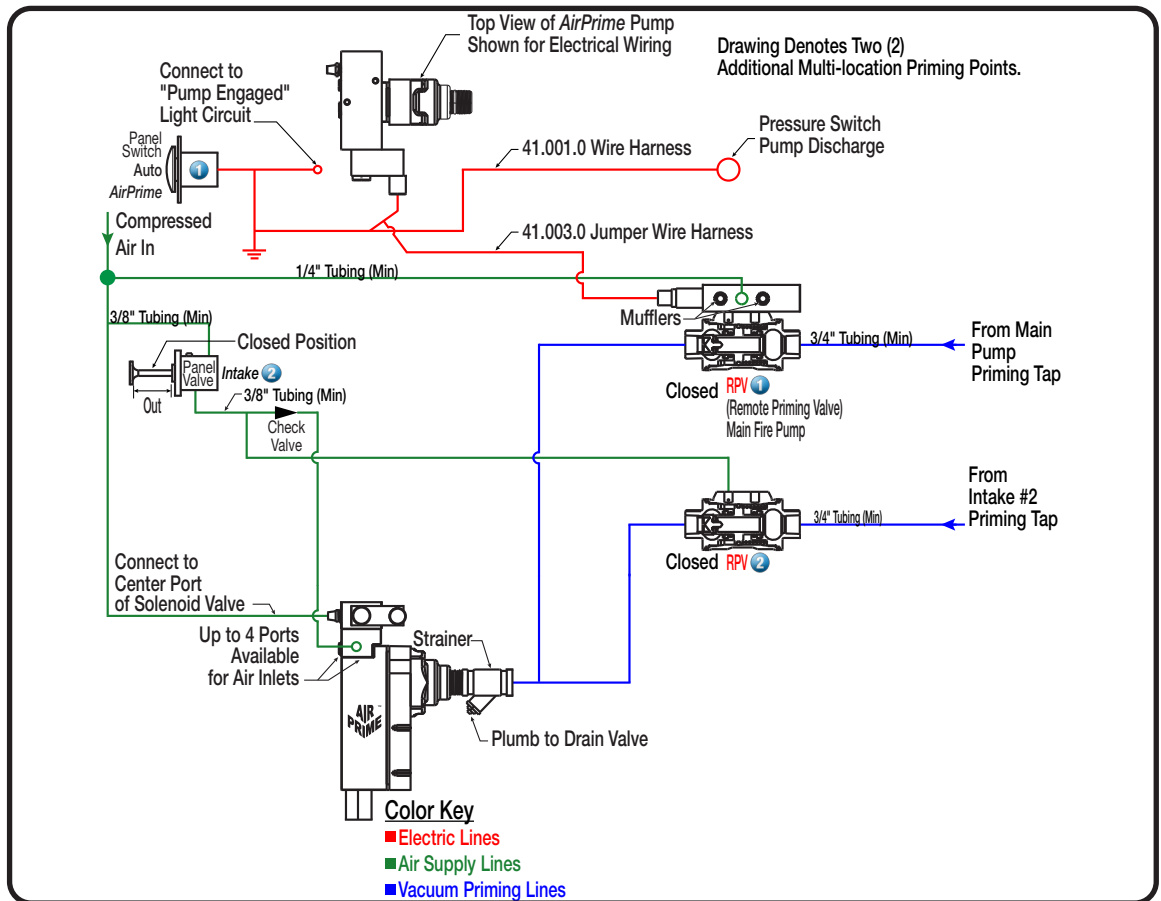 Top View of AirPrime Pump
Shown for Electrical Wiring
Drawing Denotes Two (2)
Additional Multi-location Priming Points.
Connect to
"Pump Engaged"
Light Circuit
Panel
Switch
Auto
AirPrime
1
Pressure Switch
Pump Discharge
41.001.0 Wire Harness
Compressed
Air In
41.003.0 Jumper Wire Harness
1/4" Tubing (Min)
3/8" Tubing (Min)
Mufflers
Closed Position
Panel
Valve
Intake 2
Out
3/8" Tubing (Min)
Check
Valve
3/4" Tubing (Min)
From Main
Pump
Priming Tap
Closed RPV 1
(Remote Priming Valve)
Main Fire Pump
3/4" Tubing (Min)
From
Intake #2
Priming Tap
Closed RPV 2
Connect to
Center Port
of Solenoid Valve
Up to 4 Ports
Available
for Air Inlets
Strainer
AIR
PRIME
™
Plumb to Drain Valve
Color Key
Electric Lines
Air Supply Lines
Vacuum Priming Lines